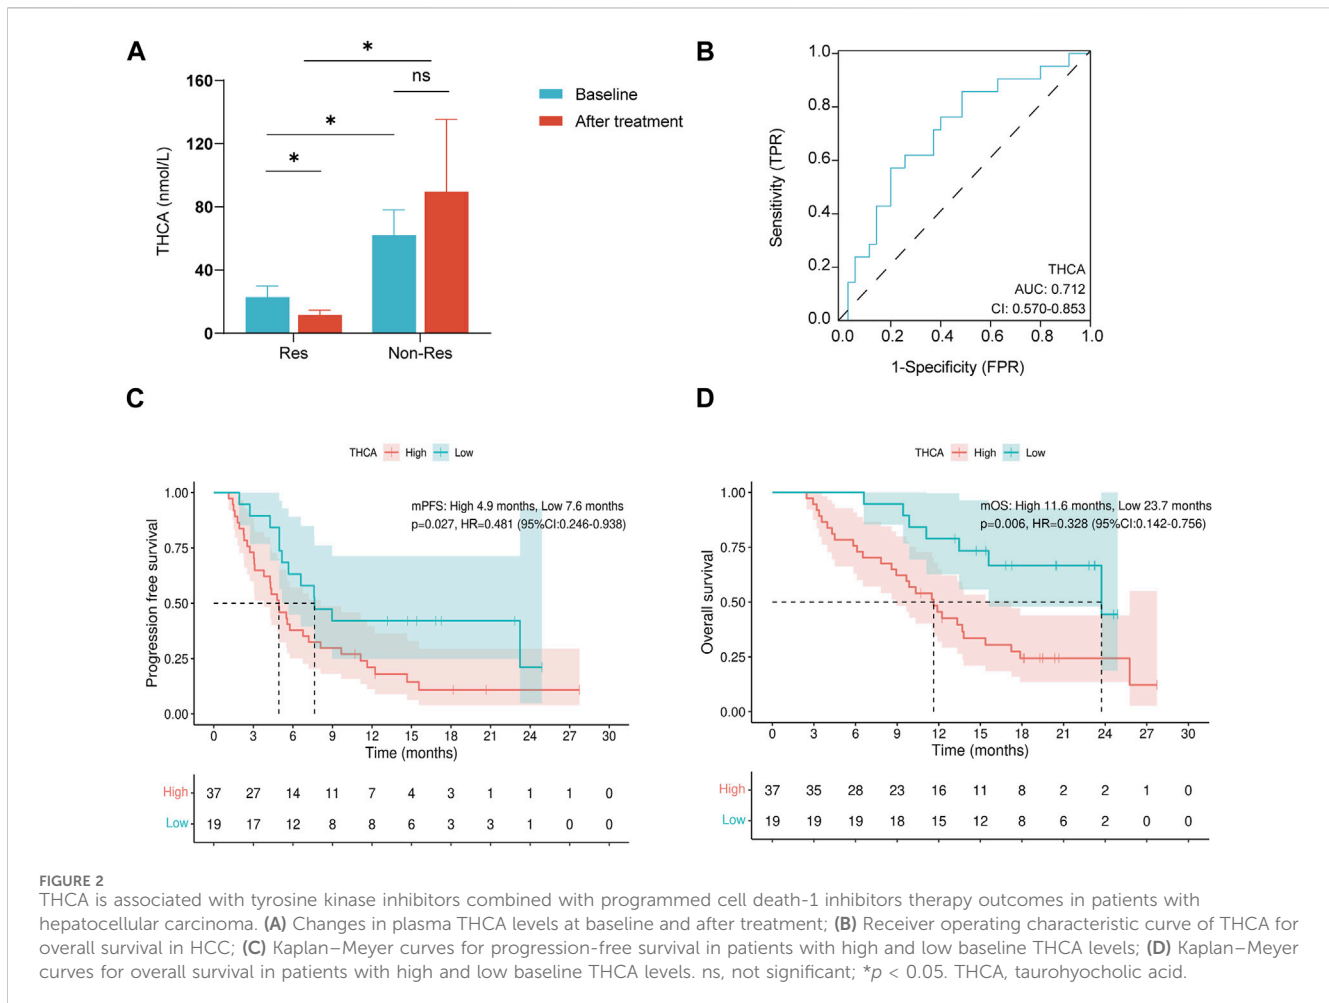 A
*
*
ns
*
160
120
80
40
0
THCA (nmol/L)
Res
Non-Res
Baseline
After treatment
B
1.0
0.8
0.6
0.4
0.2
0.0
Sensitivity (TPR)
THCA
AUC: 0.712
CI: 0.570-0.853
0.0 0.2 0.4 0.6 0.8 1.0
1-Specificity (FPR)
C
THCA High Low
mPFS: High 4.9 months, Low 7.6 months
p=0.027, HR=0.481 (95%CI:0.246-0.938)
1.00
0.75
0.50
0.25
0.00
Progression free survival
0 3 6 9 12 15 18 21 24 27 30
Time (months)
High 37 27 14 11 7 4 3 1 1 1 0
Low 19 17 12 8 8 6 3 3 1 0 0
D
THCA High Low
mOS: High 11.6 months, Low 23.7 months
p=0.006, HR=0.328 (95%CI:0.142-0.756)
1.00
0.75
0.50
0.25
0.00
Overall survival
0 3 6 9 12 15 18 21 24 27 30
Time (months)
High 37 35 28 23 16 11 8 2 2 1 0
Low 19 19 19 18 15 12 8 6 2 0 0
FIGURE 2
THCA is associated with tyrosine kinase inhibitors combined with programmed cell death-1 inhibitors therapy outcomes in patients with
hepatocellular carcinoma. (A) Changes in plasma THCA levels at baseline and after treatment; (B) Receiver operating characteristic curve of THCA for
overall survival in HCC; (C) Kaplan–Meyer curves for progression-free survival in patients with high and low baseline THCA levels; (D) Kaplan–Meyer
curves for overall survival in patients with high and low baseline THCA levels. ns, not significant; *p < 0.05. THCA, taurohyocholic acid.